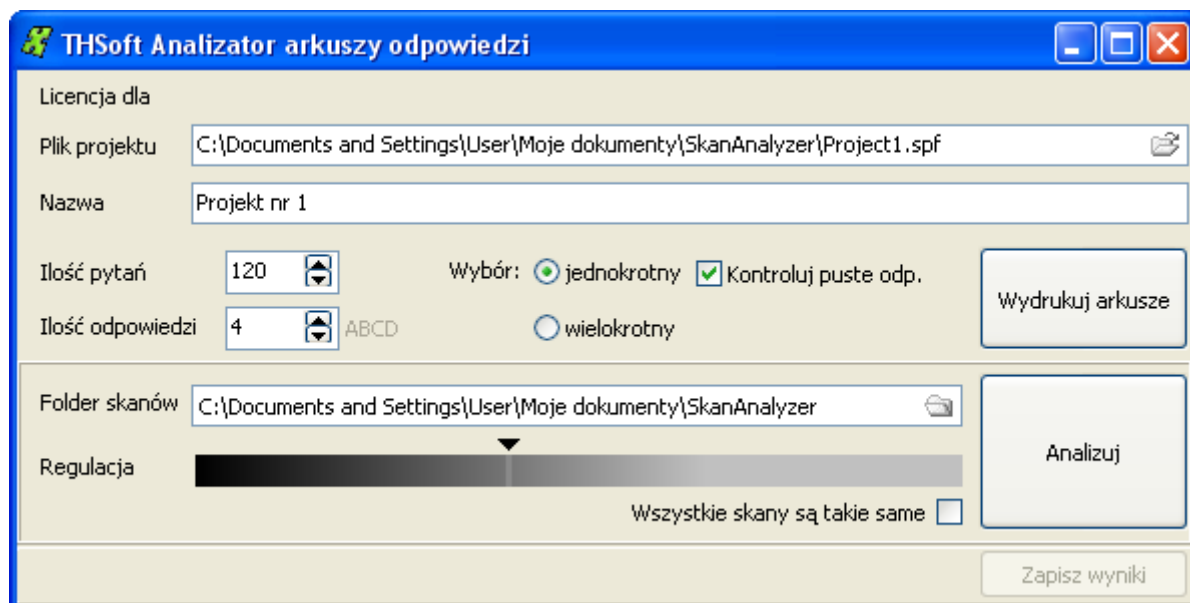 THSoft Analizator arkuszy odpowiedzi
Licencja dla
Plik projektu C:\Documents and Settings\User\Moje dokumenty\SkanAnalyzer\Project1.spf
Nazwa Projekt nr 1
Ilość pytań 120 Wybór: jednokrotny Kontroluj puste odp.
Wydrukuj arkusze
Ilość odpowiedzi 4 ABCD wielokrotny
Folder skanów C:\Documents and Settings\User\Moje dokumenty\SkanAnalyzer
Regulacja
Analizuj
Wszystkie skany są takie same
Zapisz wyniki